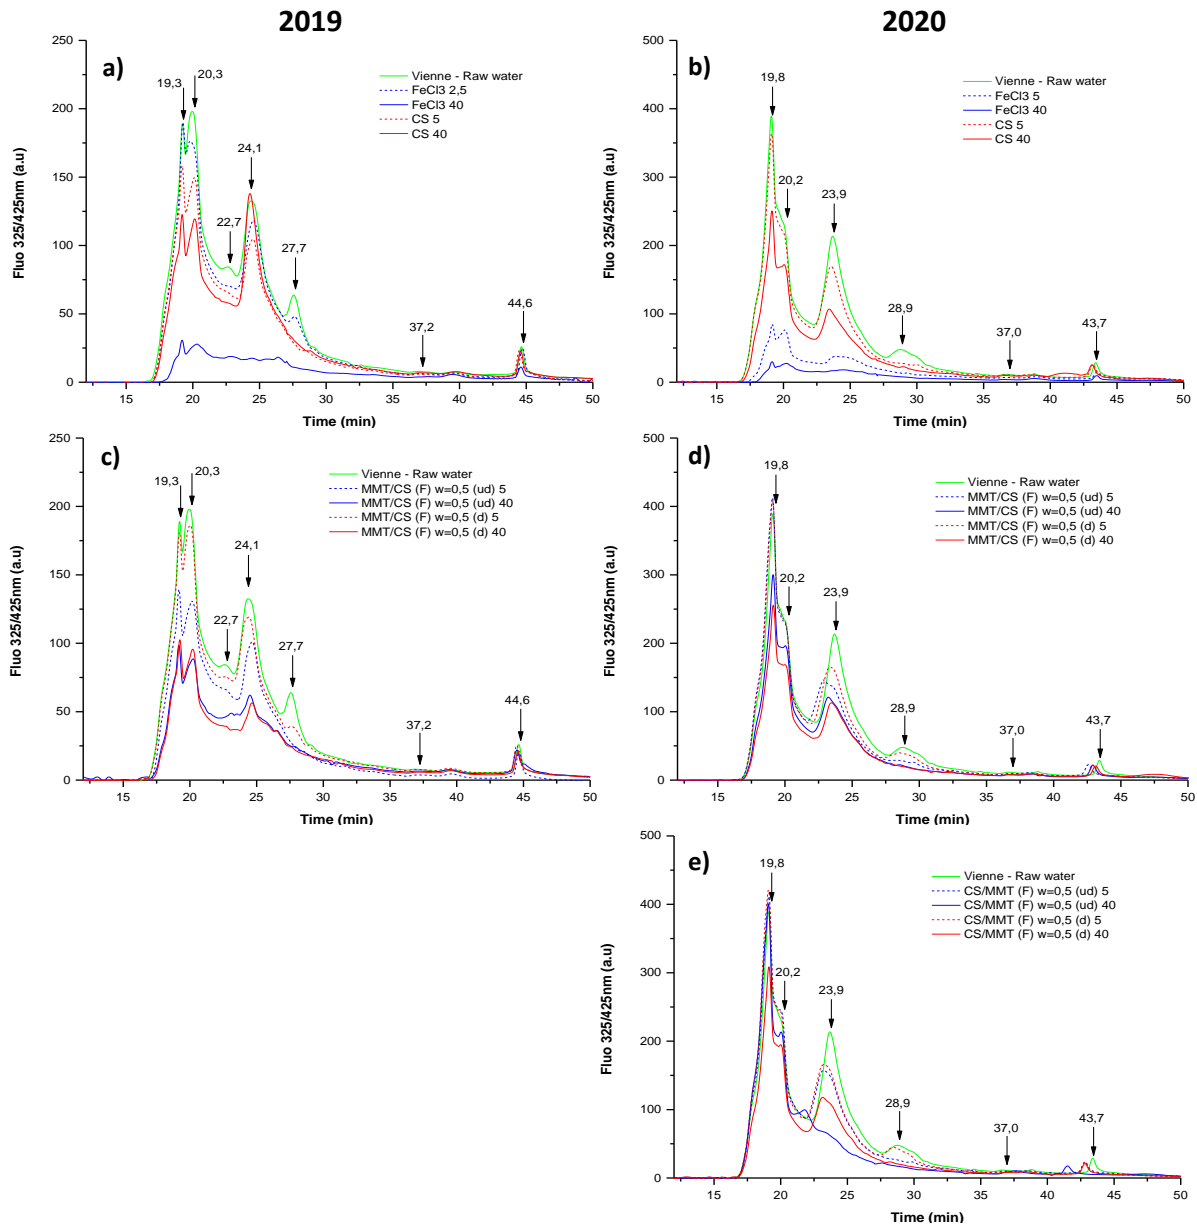 2019
2020
a)
Vienne - Raw water
FeCl3 2,5
FeCl3 40
CS 5
CS 40
19,3
20,3
22,7
24,1
27,7
37,2
44,6
Fluo 325/425nm (a.u)
250
200
150
100
50
0
15 20 25 30 35 40 45 50
Time (min)
b)
Vienne - Raw water
FeCl3 5
FeCl3 40
CS 5
CS 40
19,8
20,2
23,9
28,9
37,0
43,7
Fluo 325/425nm (a.u)
500
400
300
200
100
0
15 20 25 30 35 40 45 50
Time (min)
c)
Vienne - Raw water
MMT/CS (F) w=0,5 (ud) 5
MMT/CS (F) w=0,5 (ud) 40
MMT/CS (F) w=0,5 (d) 5
MMT/CS (F) w=0,5 (d) 40
19,3
20,3
22,7
24,1
27,7
37,2
44,6
Fluo 325/425nm (a.u)
250
200
150
100
50
0
15 20 25 30 35 40 45 50
Time (min)
d)
Vienne - Raw water
MMT/CS (F) w=0,5 (ud) 5
MMT/CS (F) w=0,5 (ud) 40
MMT/CS (F) w=0,5 (d) 5
MMT/CS (F) w=0,5 (d) 40
19,8
20,2
23,9
28,9
37,0
43,7
Fluo 325/425nm (a.u)
500
400
300
200
100
0
15 20 25 30 35 40 45 50
Time (min)
e)
Vienne - Raw water
CS/MMT (F) w=0,5 (ud) 5
CS/MMT (F) w=0,5 (ud) 40
CS/MMT (F) w=0,5 (d) 5
CS/MMT (F) w=0,5 (d) 40
19,8
20,2
23,9
28,9
37,0
43,7
Fluo 325/425nm (a.u)
500
400
300
200
100
0
15 20 25 30 35 40 45 50
Time (min)